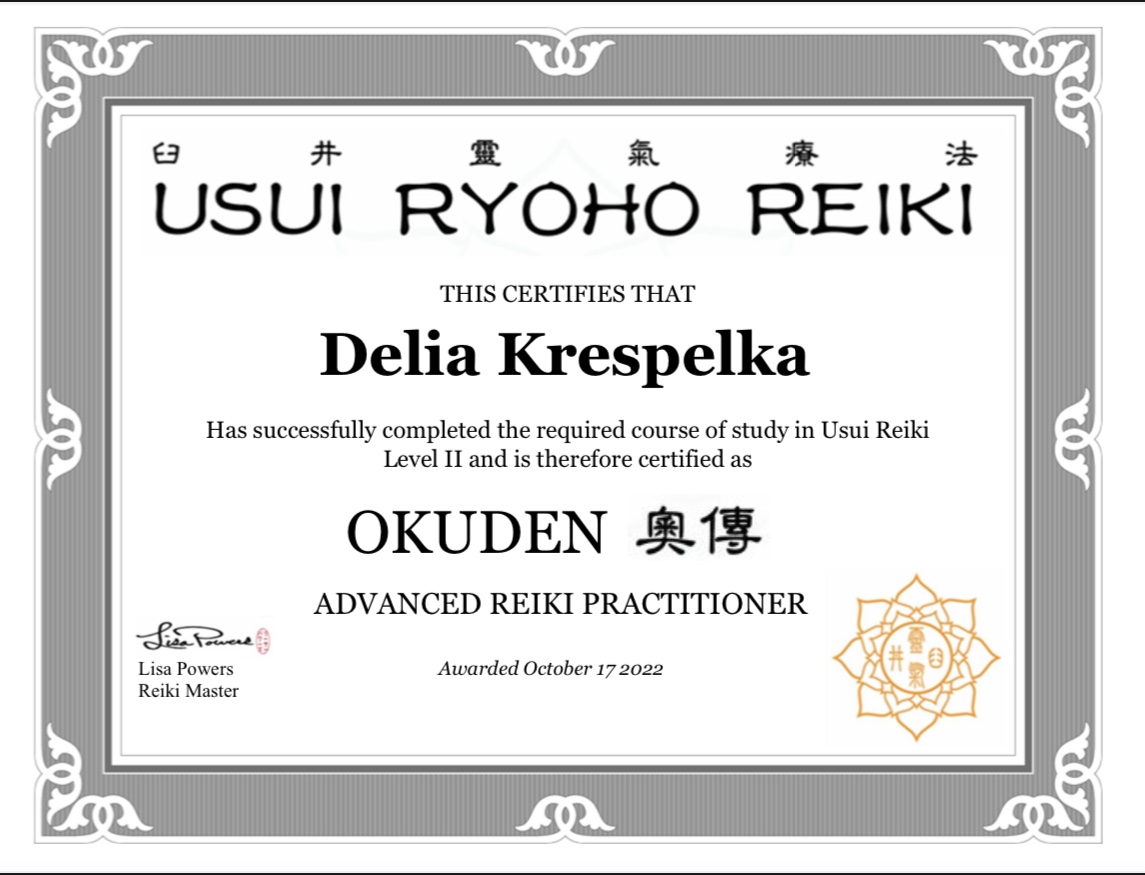 臼 井 靈 氣 療 法
USUI RYOHO REIKI
THIS CERTIFIES THAT
Delia Krespelka
Has successfully completed the required course of study in Usui Reiki
Level II and is therefore certified as
OKUDEN 奥傳
ADVANCED REIKI PRACTITIONER
Lisa Powers
Lisa Powers
Reiki Master
Awarded October 17 2022
靈
井 臼
氣